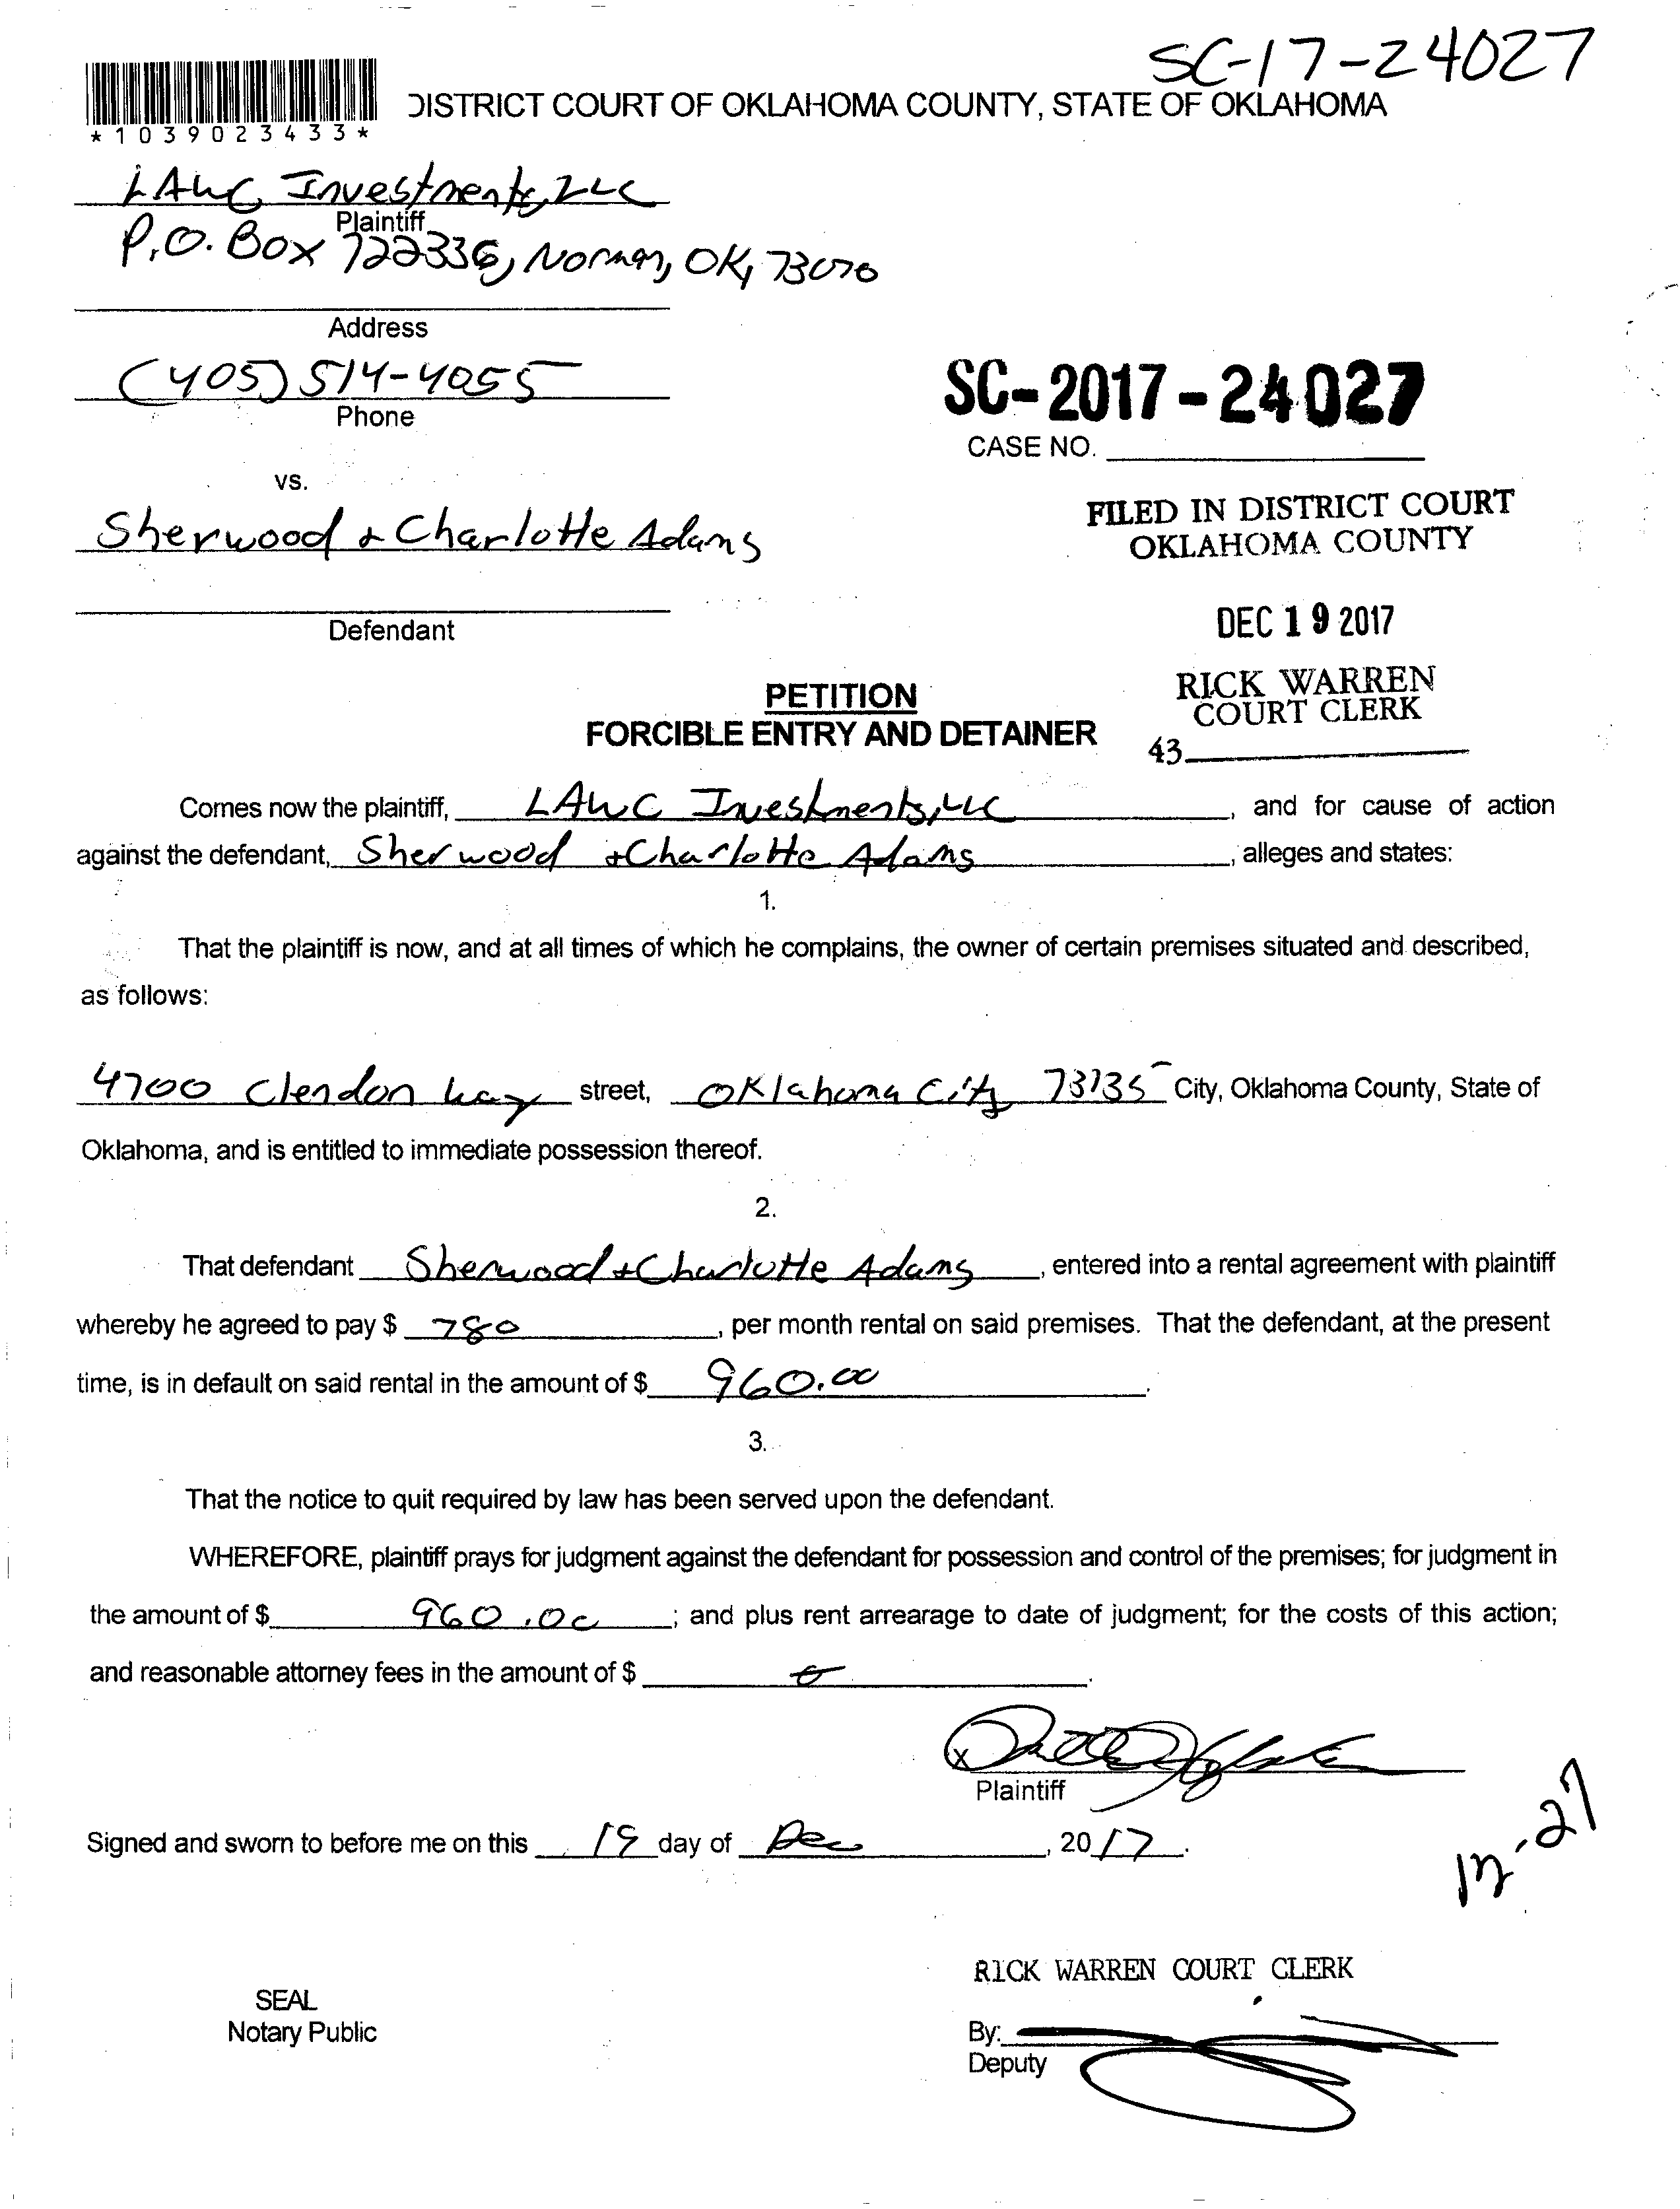 SC-17-24027
*1039023433*
DISTRICT COURT OF OKLAHOMA COUNTY, STATE OF OKLAHOMA
LAWC Investments, LLC
Plaintiff
P.O. Box 722336, Norman, OK, 73070
Address
(405) 514-4055
Phone
SC-2017-24027
CASE NO.
vs.
Sherwood & Charlotte Adams
Defendant
FILED IN DISTRICT COURT
OKLAHOMA COUNTY
DEC 19 2017
RICK WARREN
COURT CLERK
43
PETITION
FORCIBLE ENTRY AND DETAINER
Comes now the plaintiff, LAWC Investments, LLC, and for cause of action
against the defendant, Sherwood & Charlotte Adams, alleges and states:
1.
That the plaintiff is now, and at all times of which he complains, the owner of certain premises situated and described,
as follows:
4700 Clendon Way street, Oklahoma City 73135 City, Oklahoma County, State of
Oklahoma, and is entitled to immediate possession thereof.
2.
That defendant Sherwood & Charlotte Adams, entered into a rental agreement with plaintiff
whereby he agreed to pay $ 780, per month rental on said premises. That the defendant, at the present
time, is in default on said rental in the amount of $ 960.00.
3.
That the notice to quit required by law has been served upon the defendant.
WHEREFORE, plaintiff prays for judgment against the defendant for possession and control of the premises; for judgment in
the amount of $ 960.00; and plus rent arrearage to date of judgment; for the costs of this action;
and reasonable attorney fees in the amount of $ 0.
x
Plaintiff
Signed and sworn to before me on this 19 day of Dec, 2017.
12-27
RICK WARREN COURT CLERK
SEAL
Notary Public
By:
Deputy